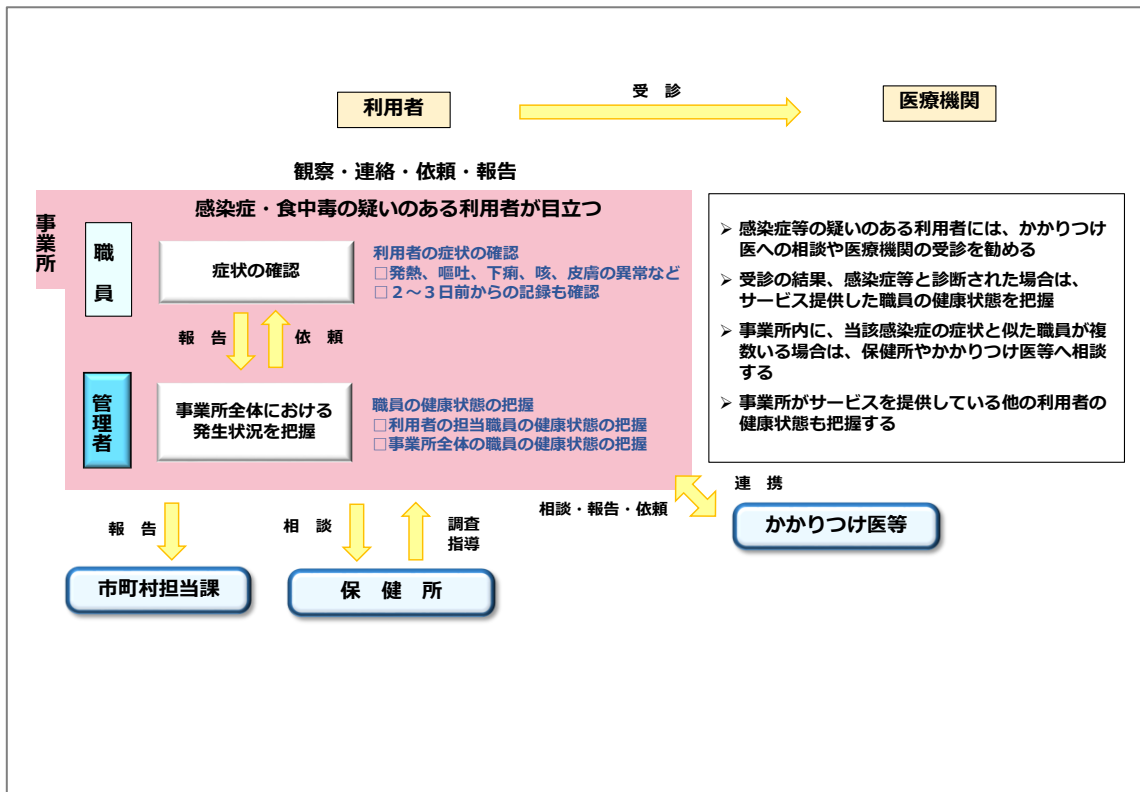 受　診
利用者
医療機関
観察・連絡・依頼・報告
事業所
感染症・食中毒の疑いのある利用者が目立つ
職員
症状の確認
利用者の症状の確認
□発熱、嘔吐、下痢、咳、皮膚の異常など
□２～３日前からの記録も確認
報　告
依　頼
管理者
事業所全体における
発生状況を把握
職員の健康状態の把握
□利用者の担当職員の健康状態の把握
□事業所全体の職員の健康状態の把握
➢ 感染症等の疑いのある利用者には、かかりつけ
医への相談や医療機関の受診を勧める
➢ 受診の結果、感染症等と診断された場合は、
サービス提供した職員の健康状態を把握
➢ 事業所内に、当該感染症の症状と似た職員が複
数いる場合は、保健所やかかりつけ医等へ相談
する
➢ 事業所がサービスを提供している他の利用者の
健康状態も把握する
報　告
相　談
調査
指導
相談・報告・依頼
連　携
かかりつけ医等
市町村担当課
保　健　所